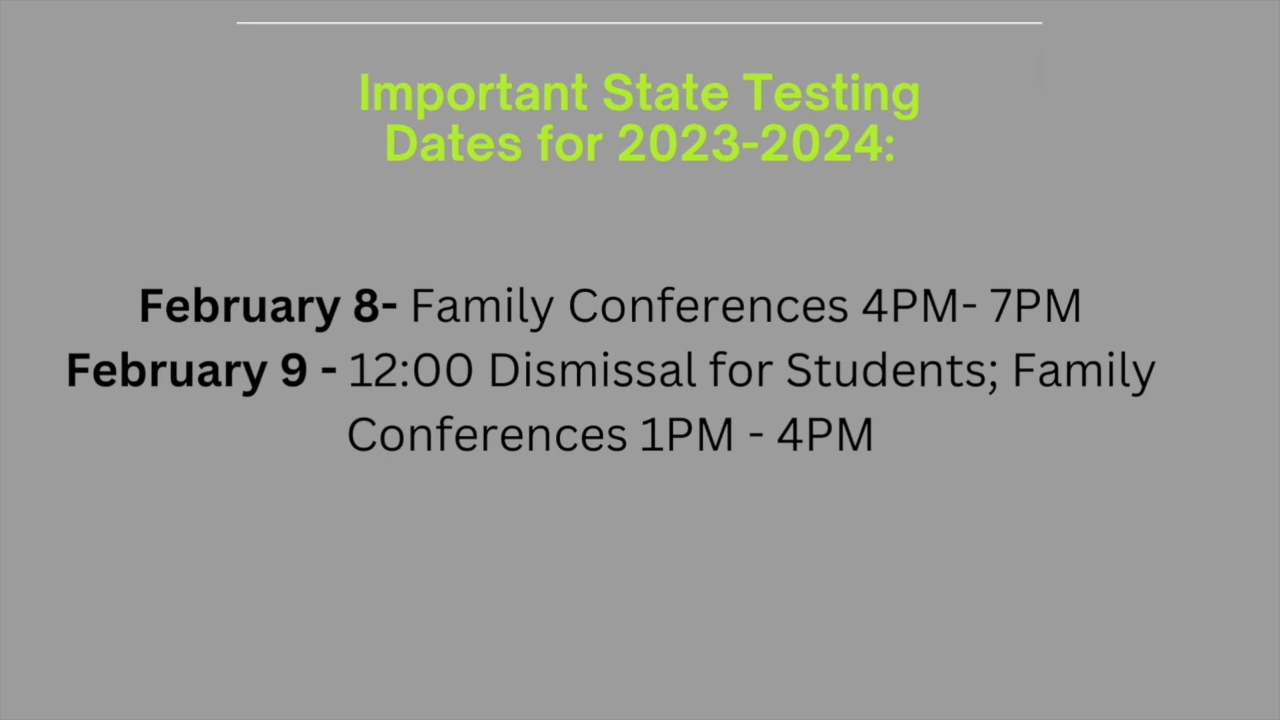 Important State Testing
Dates for 2023-2024:
February 8- Family Conferences 4PM- 7PM
February 9 - 12:00 Dismissal for Students; Family
Conferences 1PM - 4PM